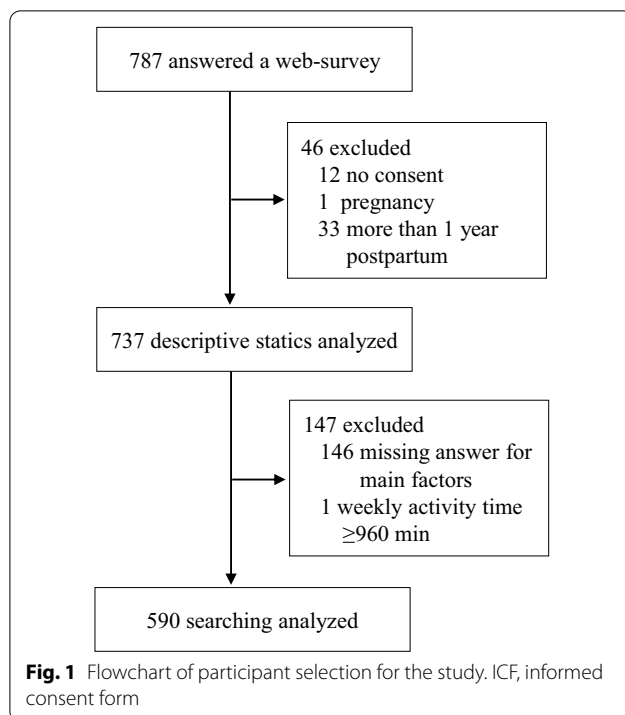 787 answered a web-survey
46 excluded
12 no consent
1 pregnancy
33 more than 1 year
postpartum
737 descriptive statics analyzed
147 excluded
146 missing answer for
main factors
1 weekly activity time
≥960 min
590 searching analyzed
Fig. 1 Flowchart of participant selection for the study. ICF, informed
consent form